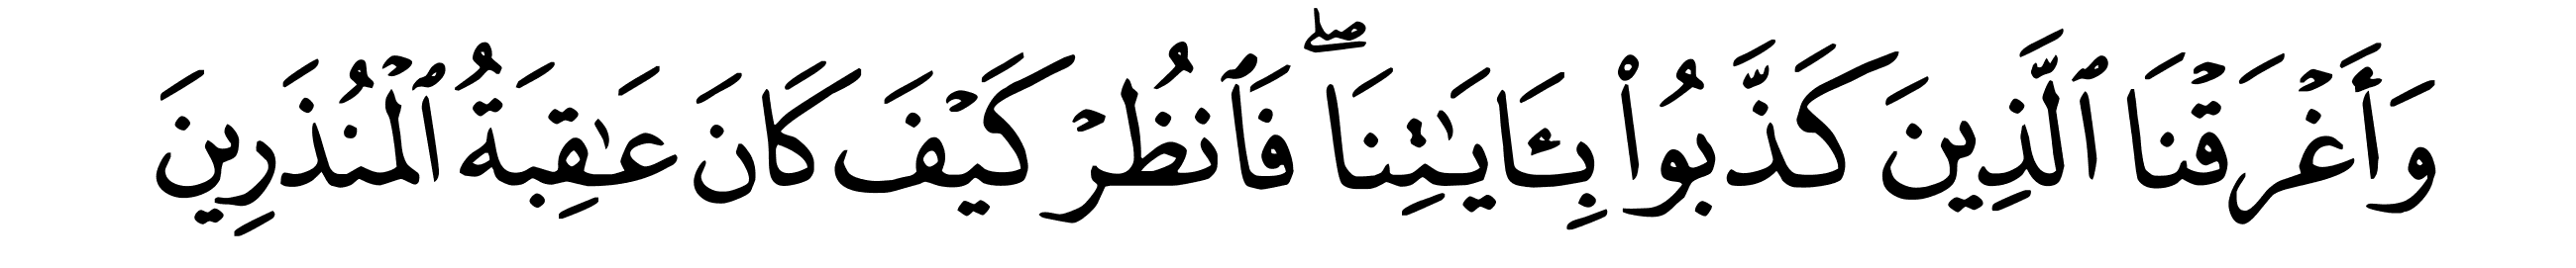 وَأَغۡرَقۡنَا ٱلَّذِينَ كَذَّبُواْ بِـَٔايَٰتِنَاۖ فَٱنظُرۡ كَيۡفَ كَانَ عَٰقِبَةُ ٱلۡمُنذَرِينَ